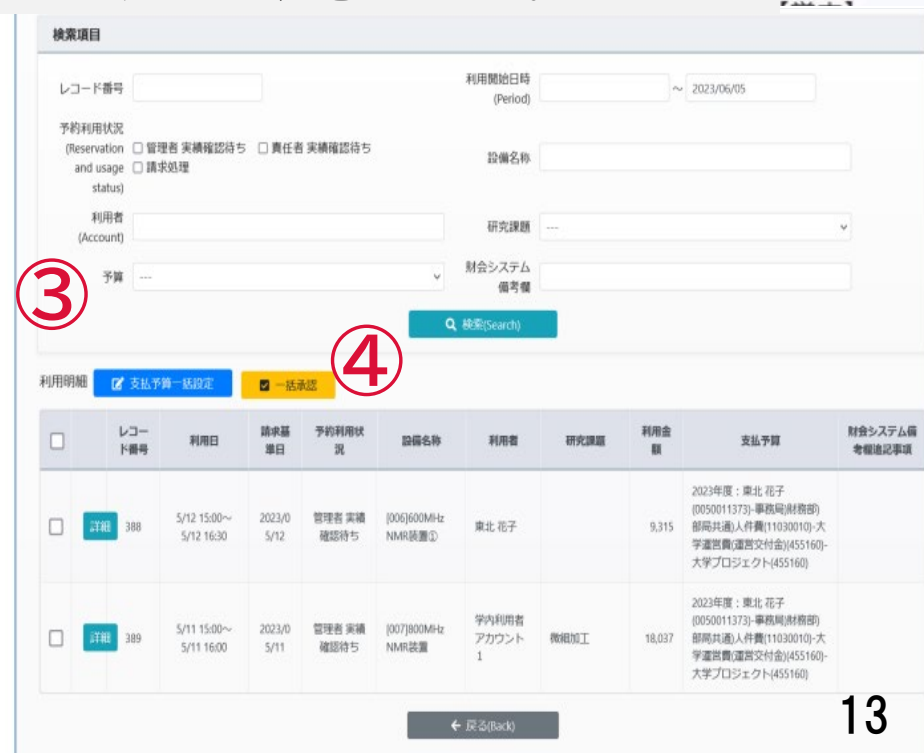 検索項目
レコード番号
利用開始日時
(Period)
～ 2023/06/05
予約利用状況
(Reservation
and usage
status)
管理者 実績確認待ち
責任者 実績確認待ち
請求処理
設備名称
利用者
(Account)
研究課題 ---
③
予算 ---
財会システム
備考欄
検索(Search)
④
利用明細 支払予算一括設定 一括承認
レコー
ド番号
利用日
請求基
準日
予約利用状
況
設備名称
利用者
研究課題
利用金
額
支払予算
財会システム備
考欄追記事項
詳細
388
5/12 15:00～
5/12 16:30
2023/0
5/12
管理者 実績
確認待ち
[006]600MHz
NMR装置①
東北 花子
9,315
2023年度：東北 花子
(0050011373)-事務局)財務部)
部局共通)人件費(11030010)-大
学運営費(運営交付金)(455160)-
大学プロジェクト(455160)
詳細
389
5/11 15:00～
5/11 16:00
2023/0
5/11
管理者 実績
確認待ち
[007]800MHz
NMR装置
学内利用者
アカウント
1
微細加工
18,037
2023年度：東北 花子
(0050011373)-事務局)財務部)
部局共通)人件費(11030010)-大
学運営費(運営交付金)(455160)-
大学プロジェクト(455160)
戻る(Back)
13